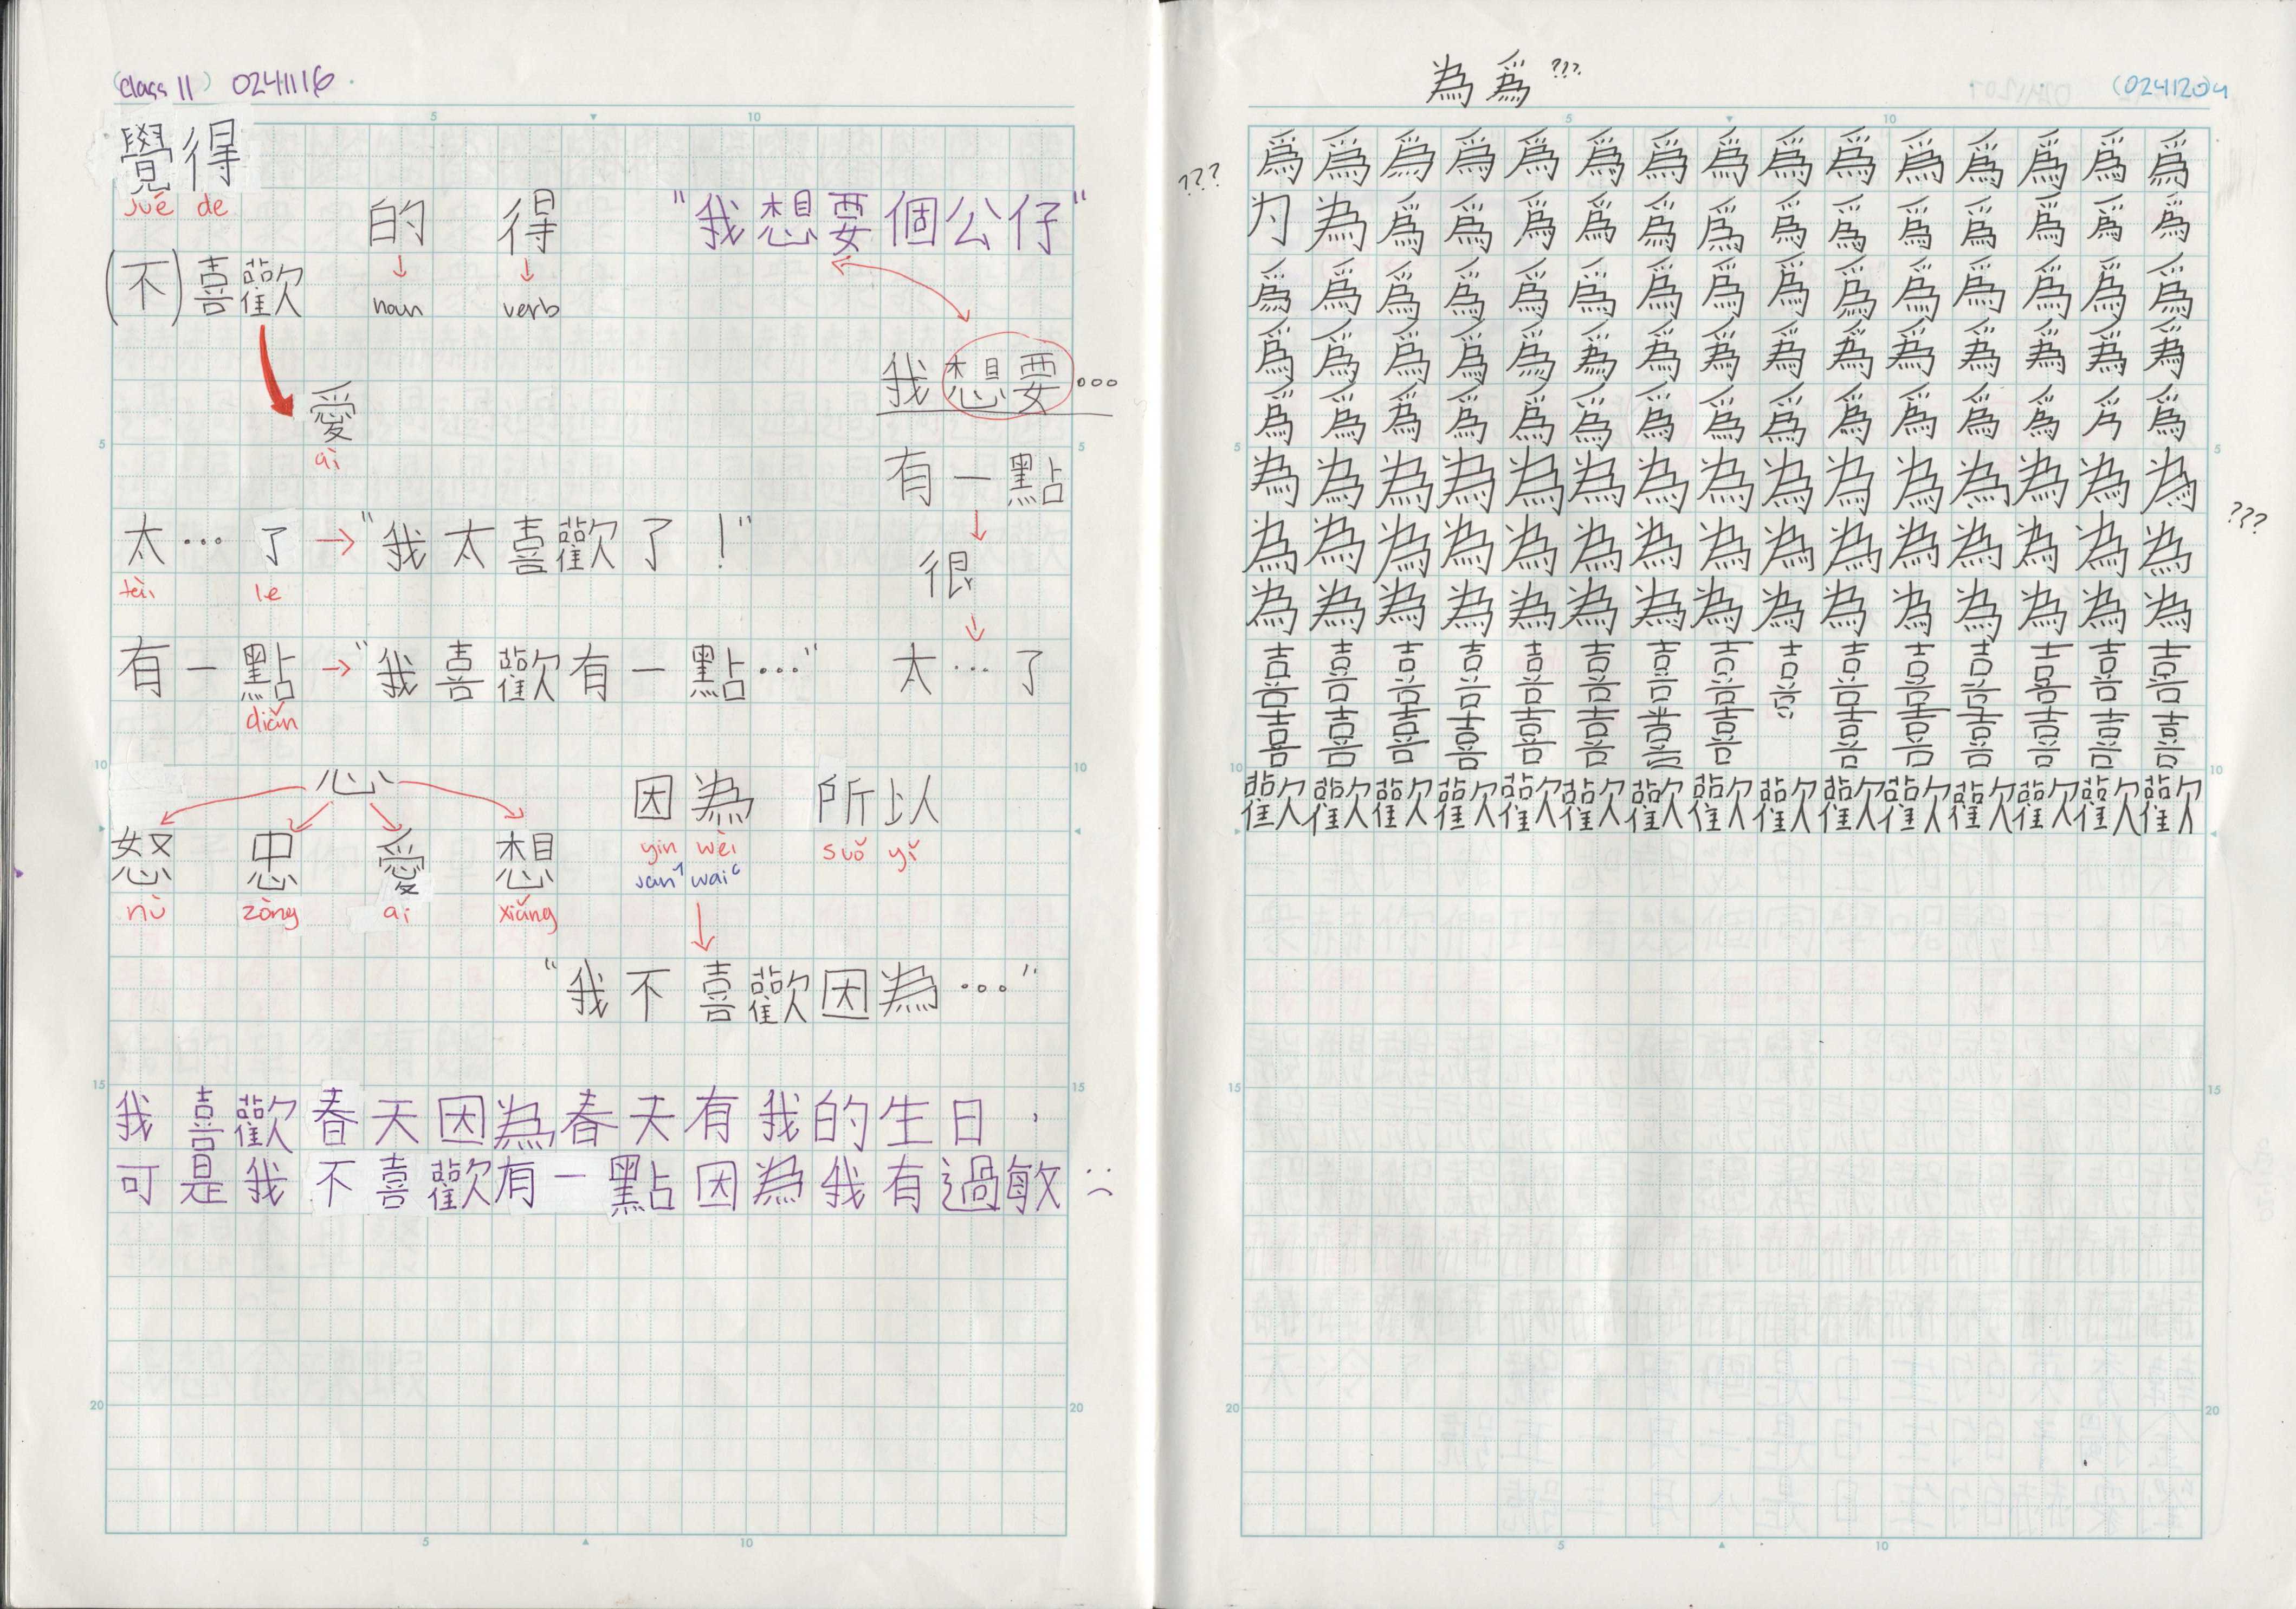 (class 11) 0241116
覺得
jué de
的 得 "我想要個公仔"
(不)喜歡
noun verb
我想要...
愛
ài
有一點
太...了 → "我太喜歡了!"
很
tài le
有一點 → "我喜歡有一點..." 太...了
diǎn
心 因為 所以
怒 忠 愛 想
yīn wèi suǒ yǐ
jan1 wai6
nù zòng ài xiǎng
"我不喜歡因為..."
我喜歡春天因為春夫有我的生日,
可是我不喜歡有一點因為我有過敏 :(
為爲???
(0241204
???
爲爲爲爲爲爲爲爲爲爲爲爲爲爲爲
为為爲爲爲爲爲爲爲爲爲爲爲爲爲
爲爲爲爲爲爲爲爲爲爲爲爲爲爲爲
爲爲爲爲爲爲爲爲爲爲爲爲爲爲爲
爲爲爲爲爲爲爲爲爲爲爲爲爲爲
為為為為為為為為為為為為為為為
???
為為為為為為為為為為為為為為為
為為為為為為為為為為為為為為為
喜喜喜喜喜喜喜喜喜喜喜喜喜喜喜
喜喜喜喜喜喜喜喜喜喜喜喜喜喜
歡歡歡歡歡歡歡歡歡歡歡歡歡歡歡